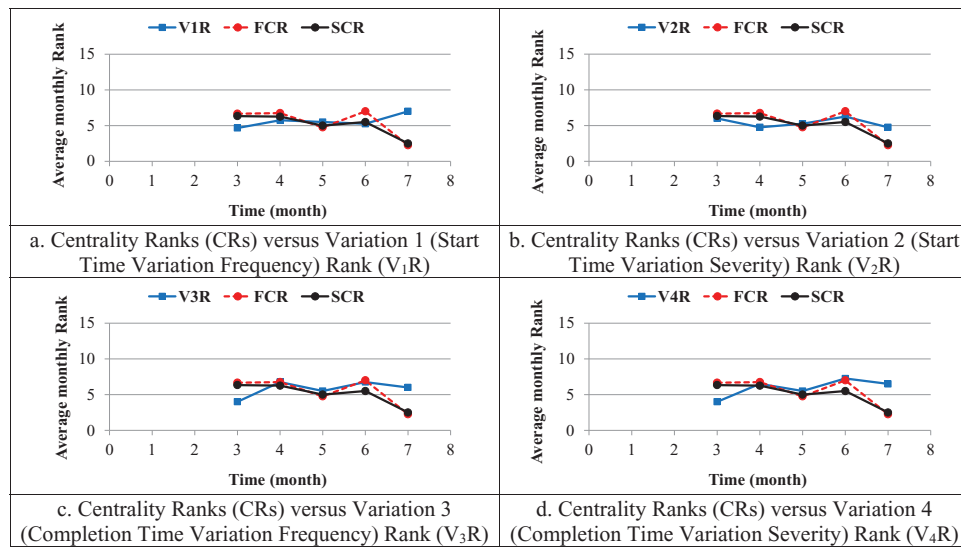 V1R FCR SCR
Average monthly Rank
15
10
5
0
0 1 2 3 4 5 6 7 8
Time (month)
a. Centrality Ranks (CRs) versus Variation 1 (Start
Time Variation Frequency) Rank (V₁R)
V2R FCR SCR
Average monthly Rank
15
10
5
0
0 1 2 3 4 5 6 7 8
Time (month)
b. Centrality Ranks (CRs) versus Variation 2 (Start
Time Variation Severity) Rank (V₂R)
V3R FCR SCR
Average monthly Rank
15
10
5
0
0 1 2 3 4 5 6 7 8
Time (month)
c. Centrality Ranks (CRs) versus Variation 3
(Completion Time Variation Frequency) Rank (V₃R)
V4R FCR SCR
Average monthly Rank
15
10
5
0
0 1 2 3 4 5 6 7 8
Time (month)
d. Centrality Ranks (CRs) versus Variation 4
(Completion Time Variation Severity) Rank (V₄R)